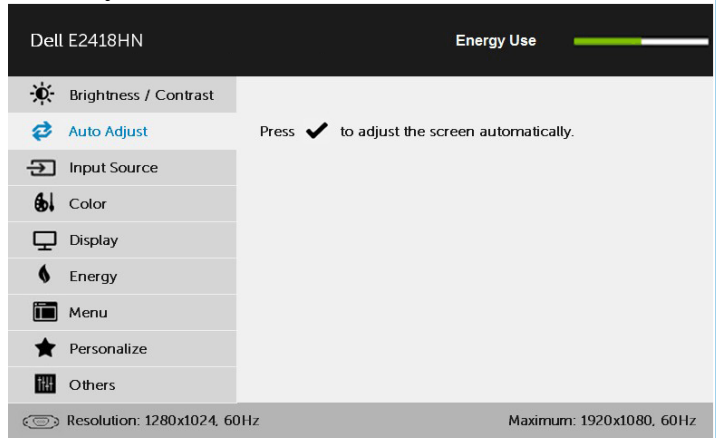 Dell E2418HN
Energy Use
Brightness / Contrast
Auto Adjust
Press ✔ to adjust the screen automatically.
Input Source
Color
Display
Energy
Menu
Personalize
Others
Resolution: 1280x1024, 60Hz
Maximum: 1920x1080, 60Hz